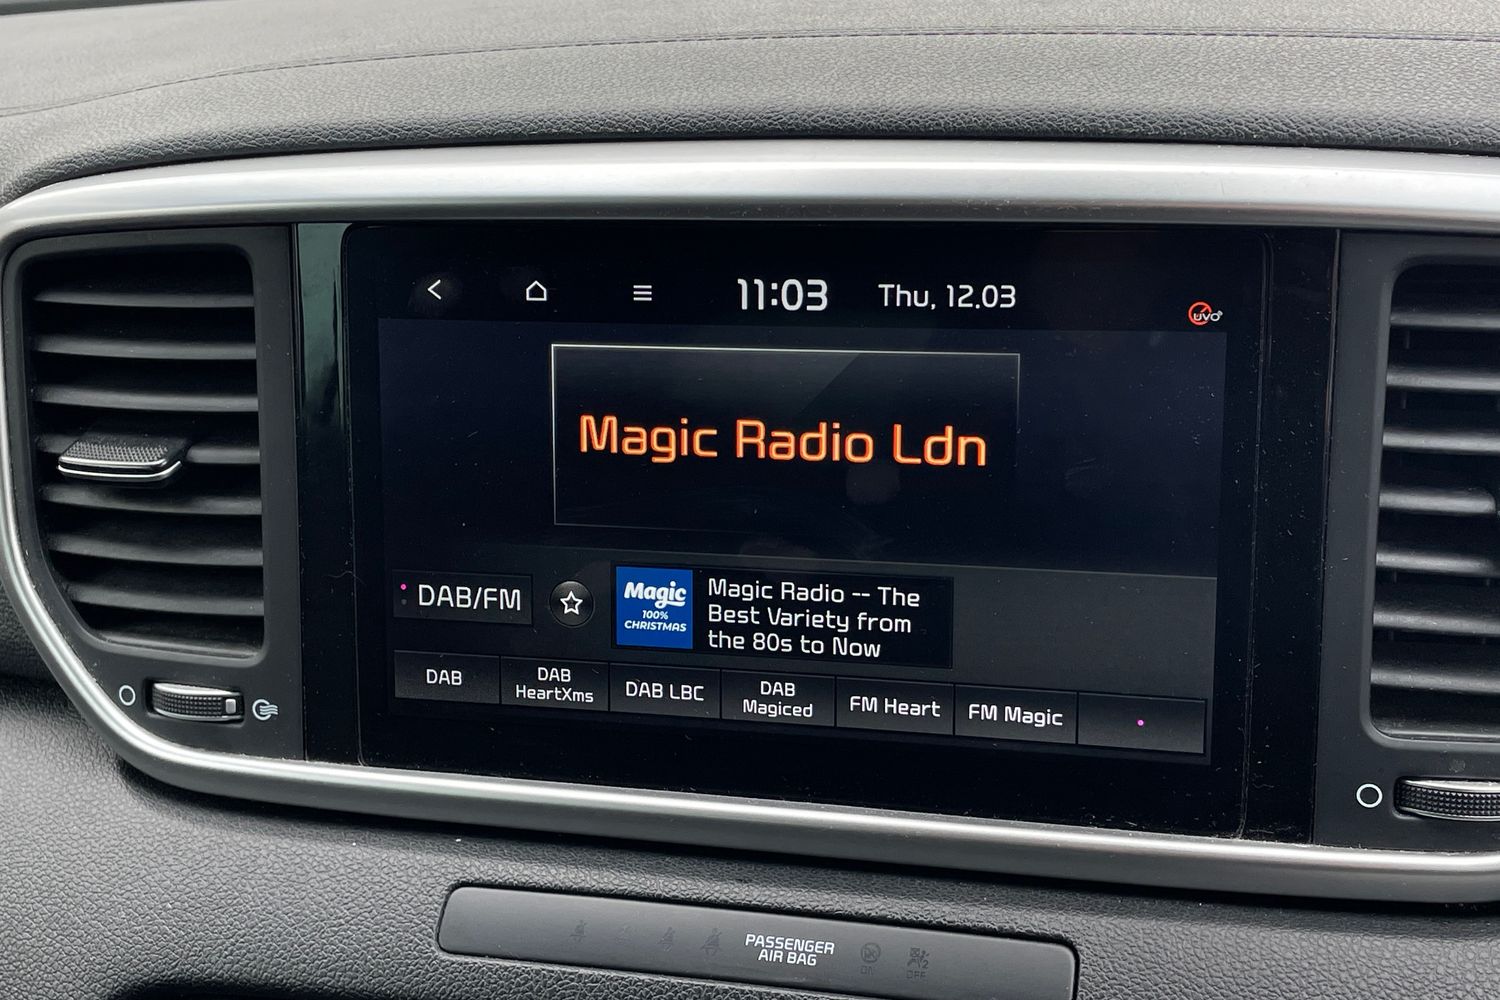 11:03 Thu, 12.03
UVO
Magic Radio Ldn
DAB/FM
Magic
100%
CHRISTMAS
Magic Radio -- The
Best Variety from
the 80s to Now
DAB
DAB
HeartXms
DAB LBC
DAB
Magiced
FM Heart
FM Magic
PASSENGER
AIR BAG
ON
OFF